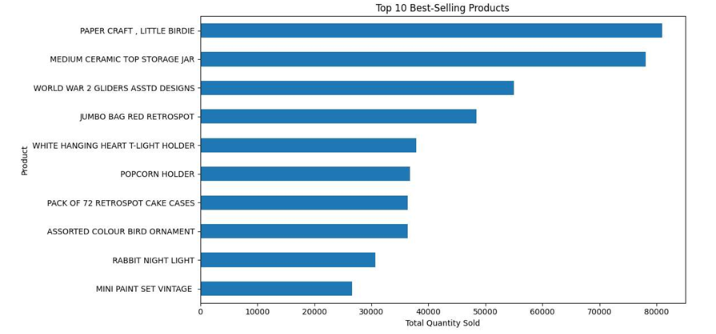 Top 10 Best-Selling Products
PAPER CRAFT , LITTLE BIRDIE
MEDIUM CERAMIC TOP STORAGE JAR
WORLD WAR 2 GLIDERS ASSTD DESIGNS
JUMBO BAG RED RETROSPOT
WHITE HANGING HEART T-LIGHT HOLDER
POPCORN HOLDER
PACK OF 72 RETROSPOT CAKE CASES
ASSORTED COLOUR BIRD ORNAMENT
RABBIT NIGHT LIGHT
MINI PAINT SET VINTAGE
Product
0 10000 20000 30000 40000 50000 60000 70000 80000
Total Quantity Sold